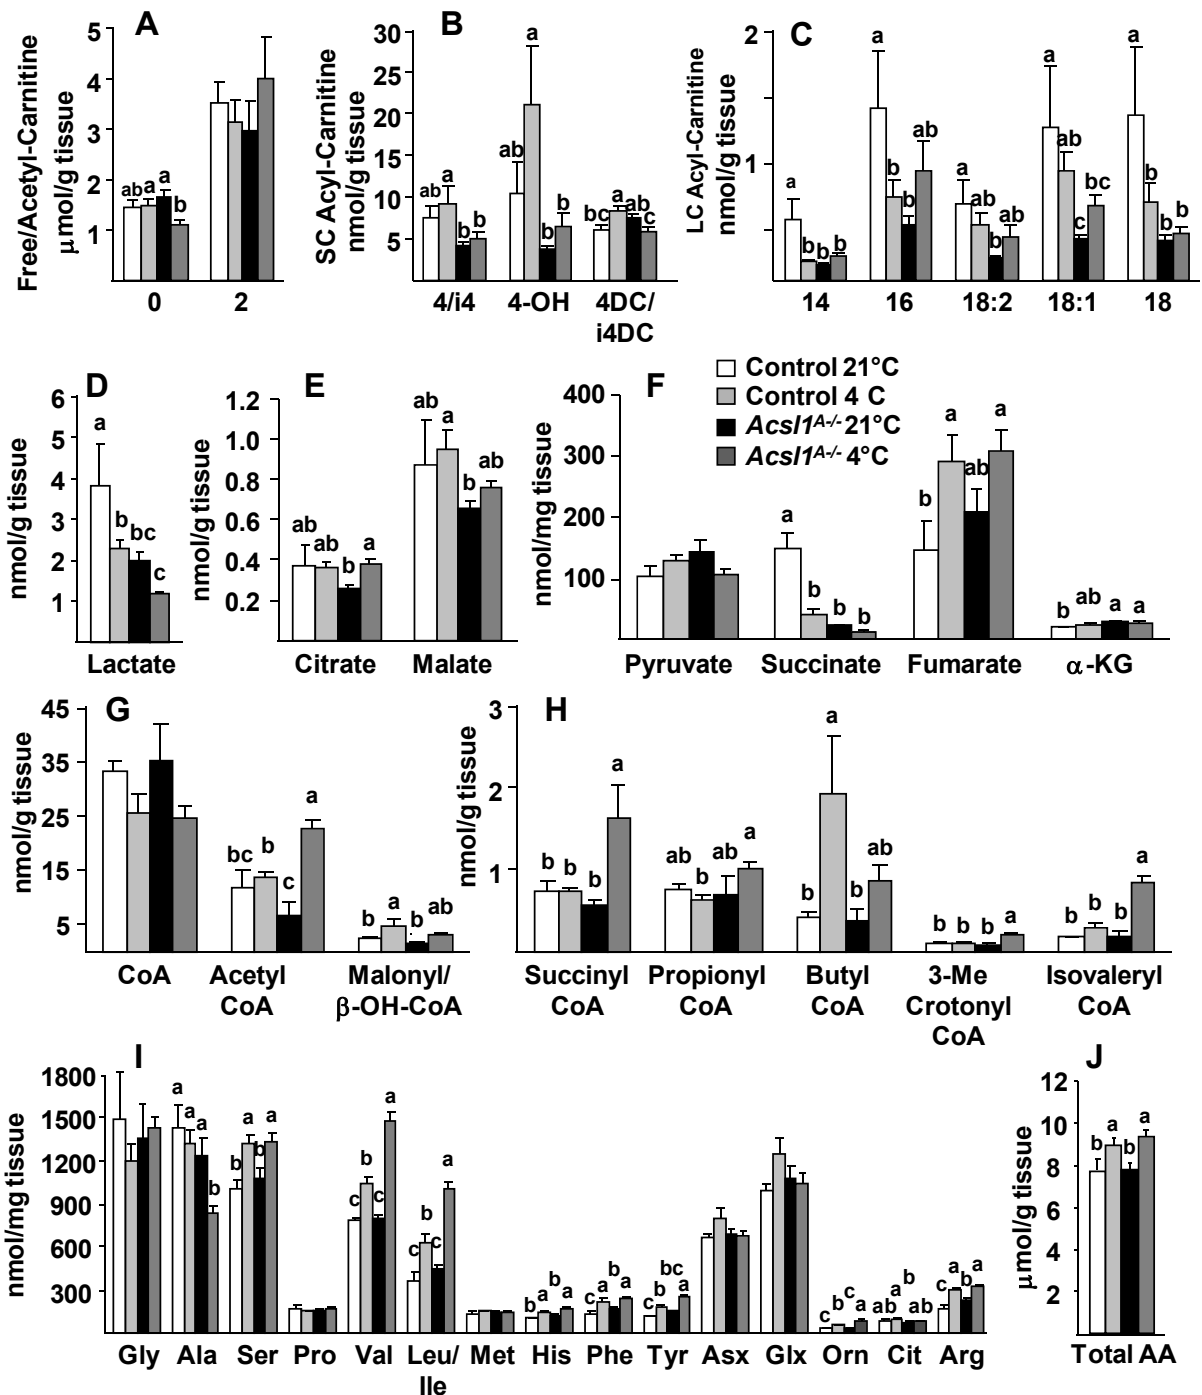 A
Free/Acetyl-Carnitine
μmol/g tissue
5
4
3
2
1
ab a a b
0 2
B
SC Acyl-Carnitine
nmol/g tissue
30
25
20
15
10
5
ab a b b
ab a b b
bc a ab c
4/i4 4-OH 4DC/
i4DC
C
LC Acyl-Carnitine
nmol/g tissue
2
1
a b b b
a b b ab
a ab b ab
a ab c bc
a b b b
14 16 18:2 18:1 18
D
nmol/g tissue
6
5
4
3
2
1
a b bc c
Lactate
E
nmol/g tissue
1.2
1.0
0.8
0.6
0.4
0.2
ab ab b a
ab a b ab
Citrate Malate
F
nmol/mg tissue
400
300
200
100
a b b b
b a ab a
b ab a a
Pyruvate Succinate Fumarate α-KG
Control 21°C
Control 4 C
Acsl1A-/- 21°C
Acsl1A-/- 4°C
G
nmol/g tissue
45
35
25
15
5
bc b c a
b a b ab
CoA Acetyl
CoA
Malonyl/
β-OH-CoA
H
nmol/g tissue
3
2
1
b b b a
ab b ab a
b a b ab
b b b a
b b b a
Succinyl
CoA
Propionyl
CoA
Butyl
CoA
3-Me
Crotonyl
CoA
Isovaleryl
CoA
I
nmol/mg tissue
1800
1500
1200
900
600
300
a a a b
b a b a
c b c a
c b c a
b a b a
c a b a
c b bc a
c b c a
ab a b ab
c a b a
Gly Ala Ser Pro Val Leu/
Ile
Met His Phe Tyr Asx Glx Orn Cit Arg
J
μmol/g tissue
12
10
8
6
4
2
b a b a
Total AA